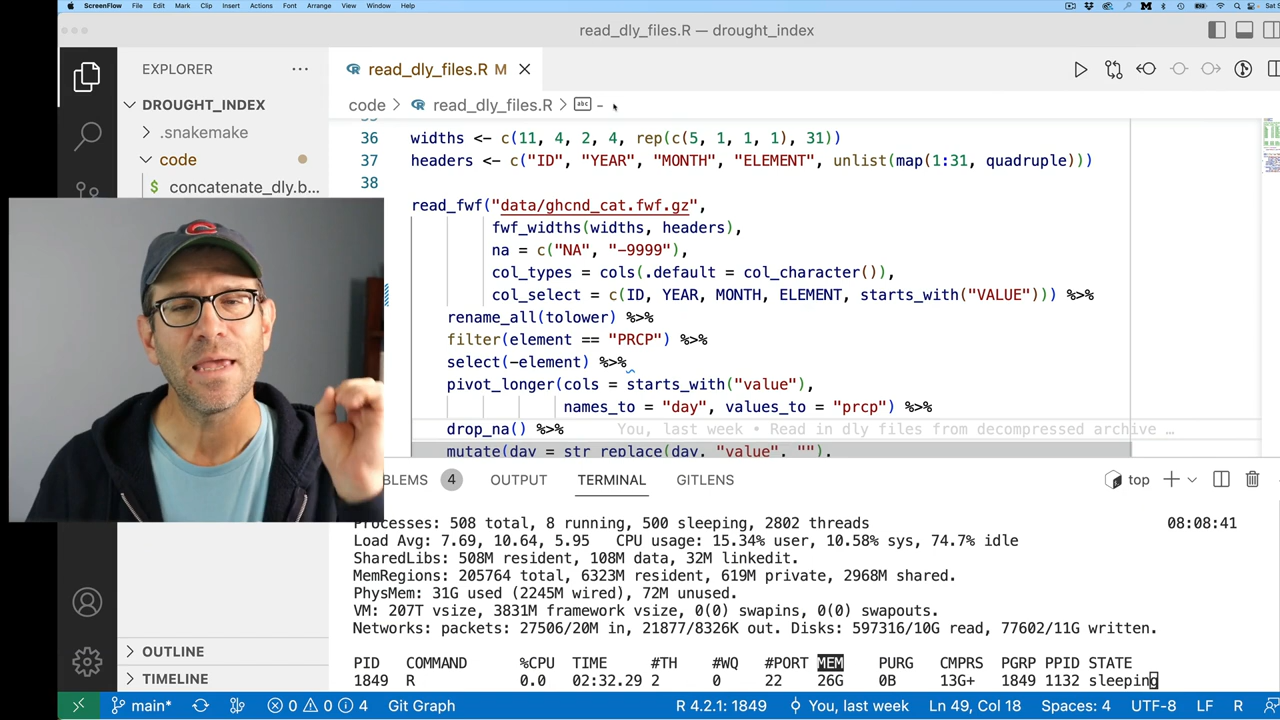 ScreenFlow File Edit Mark Clip Insert Actions Font Arrange View Window Help Sat S
read_dly_files.R — drought_index
EXPLORER
read_dly_files.R M
DROUGHT_INDEX
code > read_dly_files.R > abc -
.snakemake
code
concatenate_dly.b...
36 widths <- c(11, 4, 2, 4, rep(c(5, 1, 1, 1), 31))
37 headers <- c("ID", "YEAR", "MONTH", "ELEMENT", unlist(map(1:31, quadruple)))
38
read_fwf("data/ghcnd_cat.fwf.gz",
fwf_widths(widths, headers),
na = c("NA", "-9999"),
col_types = cols(.default = col_character()),
col_select = c(ID, YEAR, MONTH, ELEMENT, starts_with("VALUE"))) %>%
rename_all(tolower) %>%
filter(element == "PRCP") %>%
select(-element) %>%
pivot_longer(cols = starts_with("value"),
names_to = "day", values_to = "prcp") %>%
drop_na() %>% You, last week • Read in dly files from decompressed archive …
mutate(day = str_replace(day, "value", ""),
BLEMS 4 OUTPUT TERMINAL GITLENS top
Processes: 508 total, 8 running, 500 sleeping, 2802 threads 08:08:41
Load Avg: 7.69, 10.64, 5.95 CPU usage: 15.34% user, 10.58% sys, 74.7% idle
SharedLibs: 508M resident, 108M data, 32M linkedit.
MemRegions: 205764 total, 6323M resident, 619M private, 2968M shared.
PhysMem: 31G used (2245M wired), 72M unused.
VM: 207T vsize, 3831M framework vsize, 0(0) swapins, 0(0) swapouts.
Networks: packets: 27506/20M in, 21877/8326K out. Disks: 597316/10G read, 77602/11G written.
PID COMMAND %CPU TIME #TH #WQ #PORT MEM PURG CMPRS PGRP PPID STATE
1849 R 0.0 02:32.29 2 0 22 26G 0B 13G+ 1849 1132 sleeping
OUTLINE
TIMELINE
main* 0 0 4 Git Graph R 4.2.1: 1849 You, last week Ln 49, Col 18 Spaces: 4 UTF-8 LF R